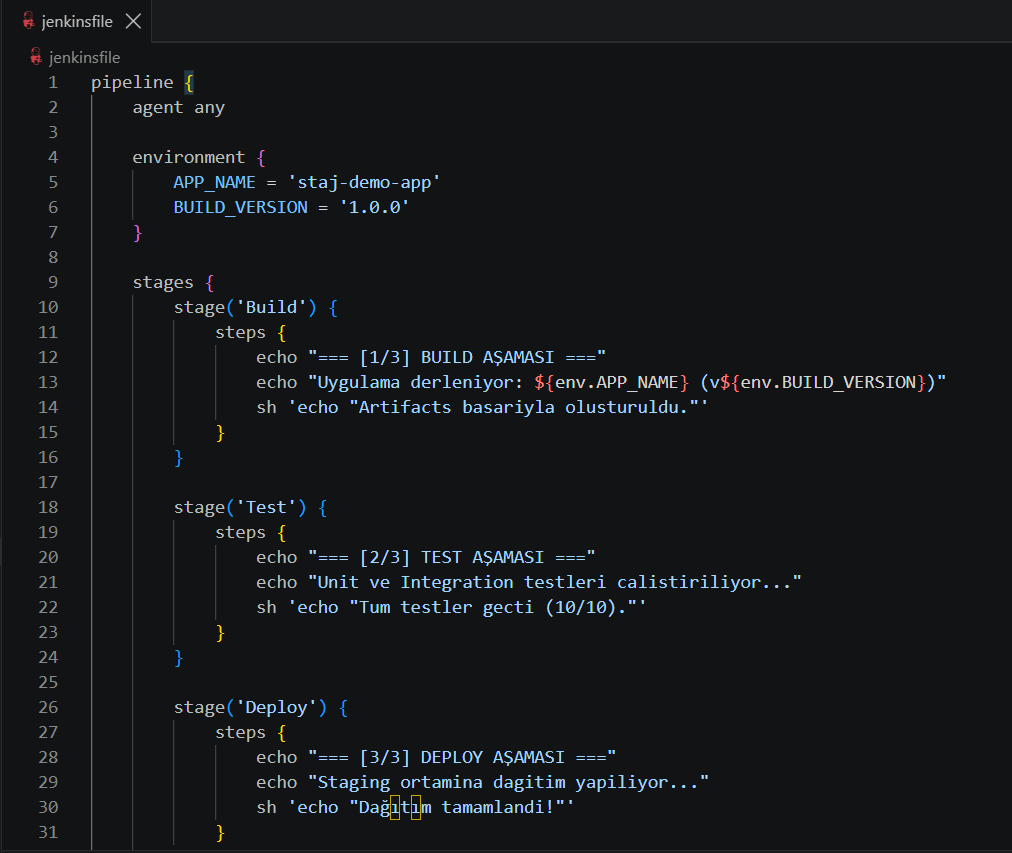 jenkinsfile
jenkinsfile
1 pipeline {
2     agent any
3
4     environment {
5         APP_NAME = 'staj-demo-app'
6         BUILD_VERSION = '1.0.0'
7     }
8
9     stages {
10         stage('Build') {
11             steps {
12                 echo "=== [1/3] BUILD AŞAMASI ==="
13                 echo "Uygulama derleniyor: ${env.APP_NAME} (v${env.BUILD_VERSION})"
14                 sh 'echo "Artifacts basariyla olusturuldu."'
15             }
16         }
17
18         stage('Test') {
19             steps {
20                 echo "=== [2/3] TEST AŞAMASI ==="
21                 echo "Unit ve Integration testleri calistiriliyor..."
22                 sh 'echo "Tum testler gecti (10/10)."'
23             }
24         }
25
26         stage('Deploy') {
27             steps {
28                 echo "=== [3/3] DEPLOY AŞAMASI ==="
29                 echo "Staging ortamina dagitim yapiliyor..."
30                 sh 'echo "Dağıtım tamamlandi!"'
31             }